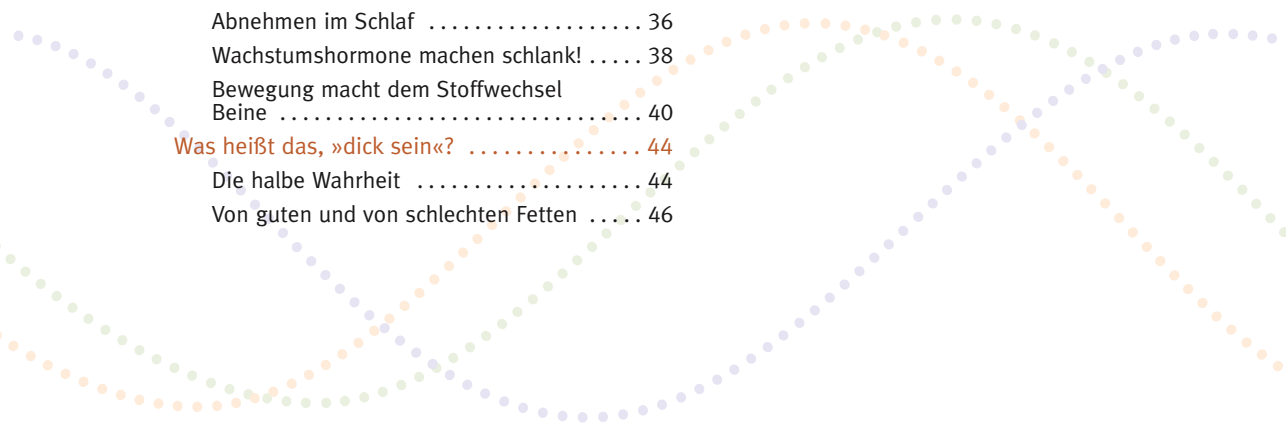 Abnehmen im Schlaf .................... 36
Wachstumshormone machen schlank! ..... 38
Bewegung macht dem Stoffwechsel
Beine ................................. 40
Was heißt das, »dick sein«? ............... 44
Die halbe Wahrheit .................... 44
Von guten und von schlechten Fetten ..... 46